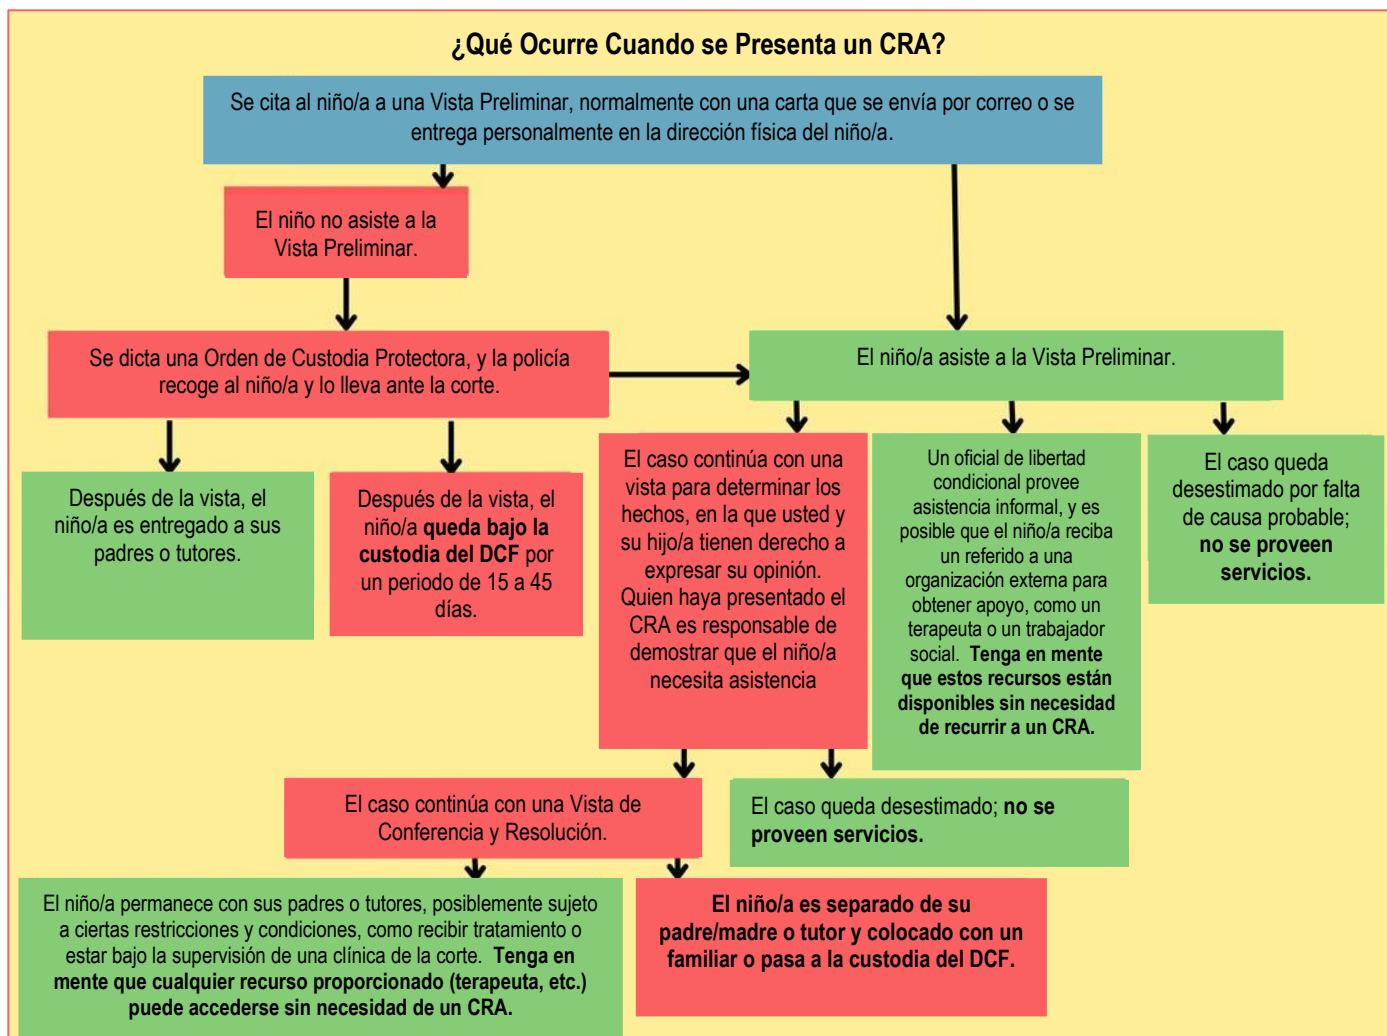 ¿Qué Ocurre Cuando se Presenta un CRA?
Se cita al niño/a a una Vista Preliminar, normalmente con una carta que se envía por correo o se
entrega personalmente en la dirección física del niño/a.
El niño no asiste a la
Vista Preliminar.
Se dicta una Orden de Custodia Protectora, y la policía
recoge al niño/a y lo lleva ante la corte.
El niño/a asiste a la Vista Preliminar.
Después de la vista, el
niño/a es entregado a sus
padres o tutores.
Después de la vista, el
niño/a queda bajo la
custodia del DCF por
un periodo de 15 a 45
días.
El caso continúa con una
vista para determinar los
hechos, en la que usted y
su hijo/a tienen derecho a
expresar su opinión.
Quien haya presentado el
CRA es responsable de
demostrar que el niño/a
necesita asistencia
Un oficial de libertad
condicional provee
asistencia informal, y es
posible que el niño/a reciba
un referido a una
organización externa para
obtener apoyo, como un
terapeuta o un trabajador
social. Tenga en mente
que estos recursos están
disponibles sin necesidad
de recurrir a un CRA.
El caso queda
desestimado por falta
de causa probable;
no se proveen
servicios.
El caso continúa con una Vista de
Conferencia y Resolución.
El caso queda desestimado; no se
proveen servicios.
El niño/a permanece con sus padres o tutores, posiblemente sujeto
a ciertas restricciones y condiciones, como recibir tratamiento o
estar bajo la supervisión de una clínica de la corte. Tenga en
mente que cualquier recurso proporcionado (terapeuta, etc.)
puede accederse sin necesidad de un CRA.
El niño/a es separado de su
padre/madre o tutor y colocado con un
familiar o pasa a la custodia del DCF.